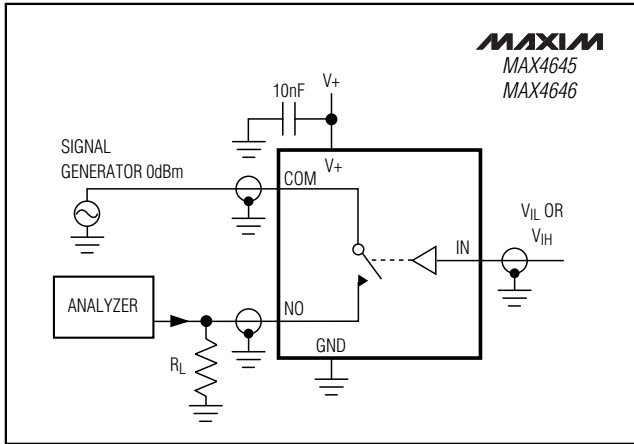 MAXIM
MAX4645
MAX4646
10nF
V+
V+
SIGNAL
GENERATOR 0dBm
COM
VIL OR
VIH
IN
ANALYZER
NO
GND
RL